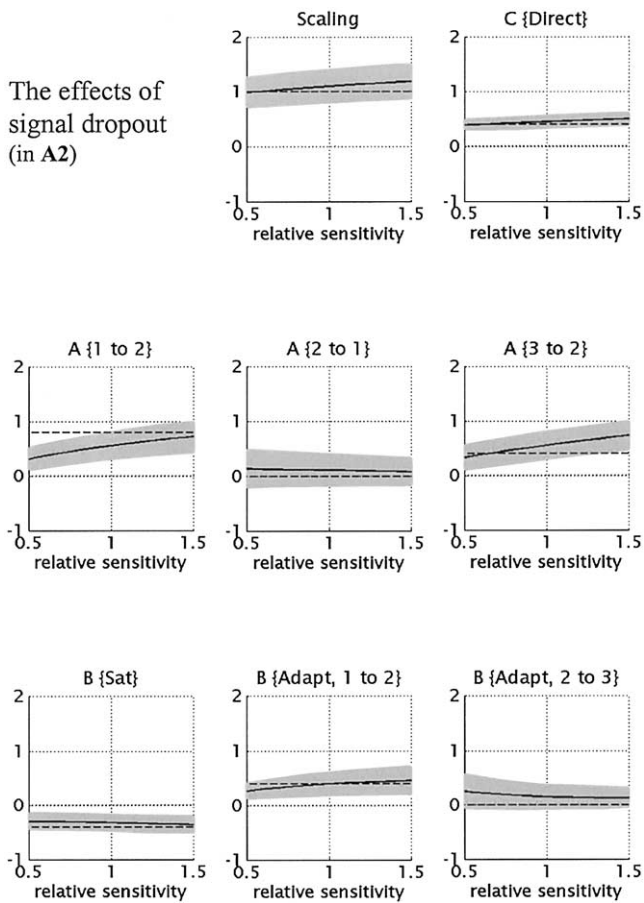 Scaling
C {Direct}
The effects of
signal dropout
(in A2)
2
1
0
-1
0.5 1 1.5
relative sensitivity
2
1
0
-1
0.5 1 1.5
relative sensitivity
A {1 to 2}
2
1
0
-1
0.5 1 1.5
relative sensitivity
A {2 to 1}
2
1
0
-1
0.5 1 1.5
relative sensitivity
A {3 to 2}
2
1
0
-1
0.5 1 1.5
relative sensitivity
B {Sat}
2
1
0
-1
0.5 1 1.5
relative sensitivity
B {Adapt, 1 to 2}
2
1
0
-1
0.5 1 1.5
relative sensitivity
B {Adapt, 2 to 3}
2
1
0
-1
0.5 1 1.5
relative sensitivity